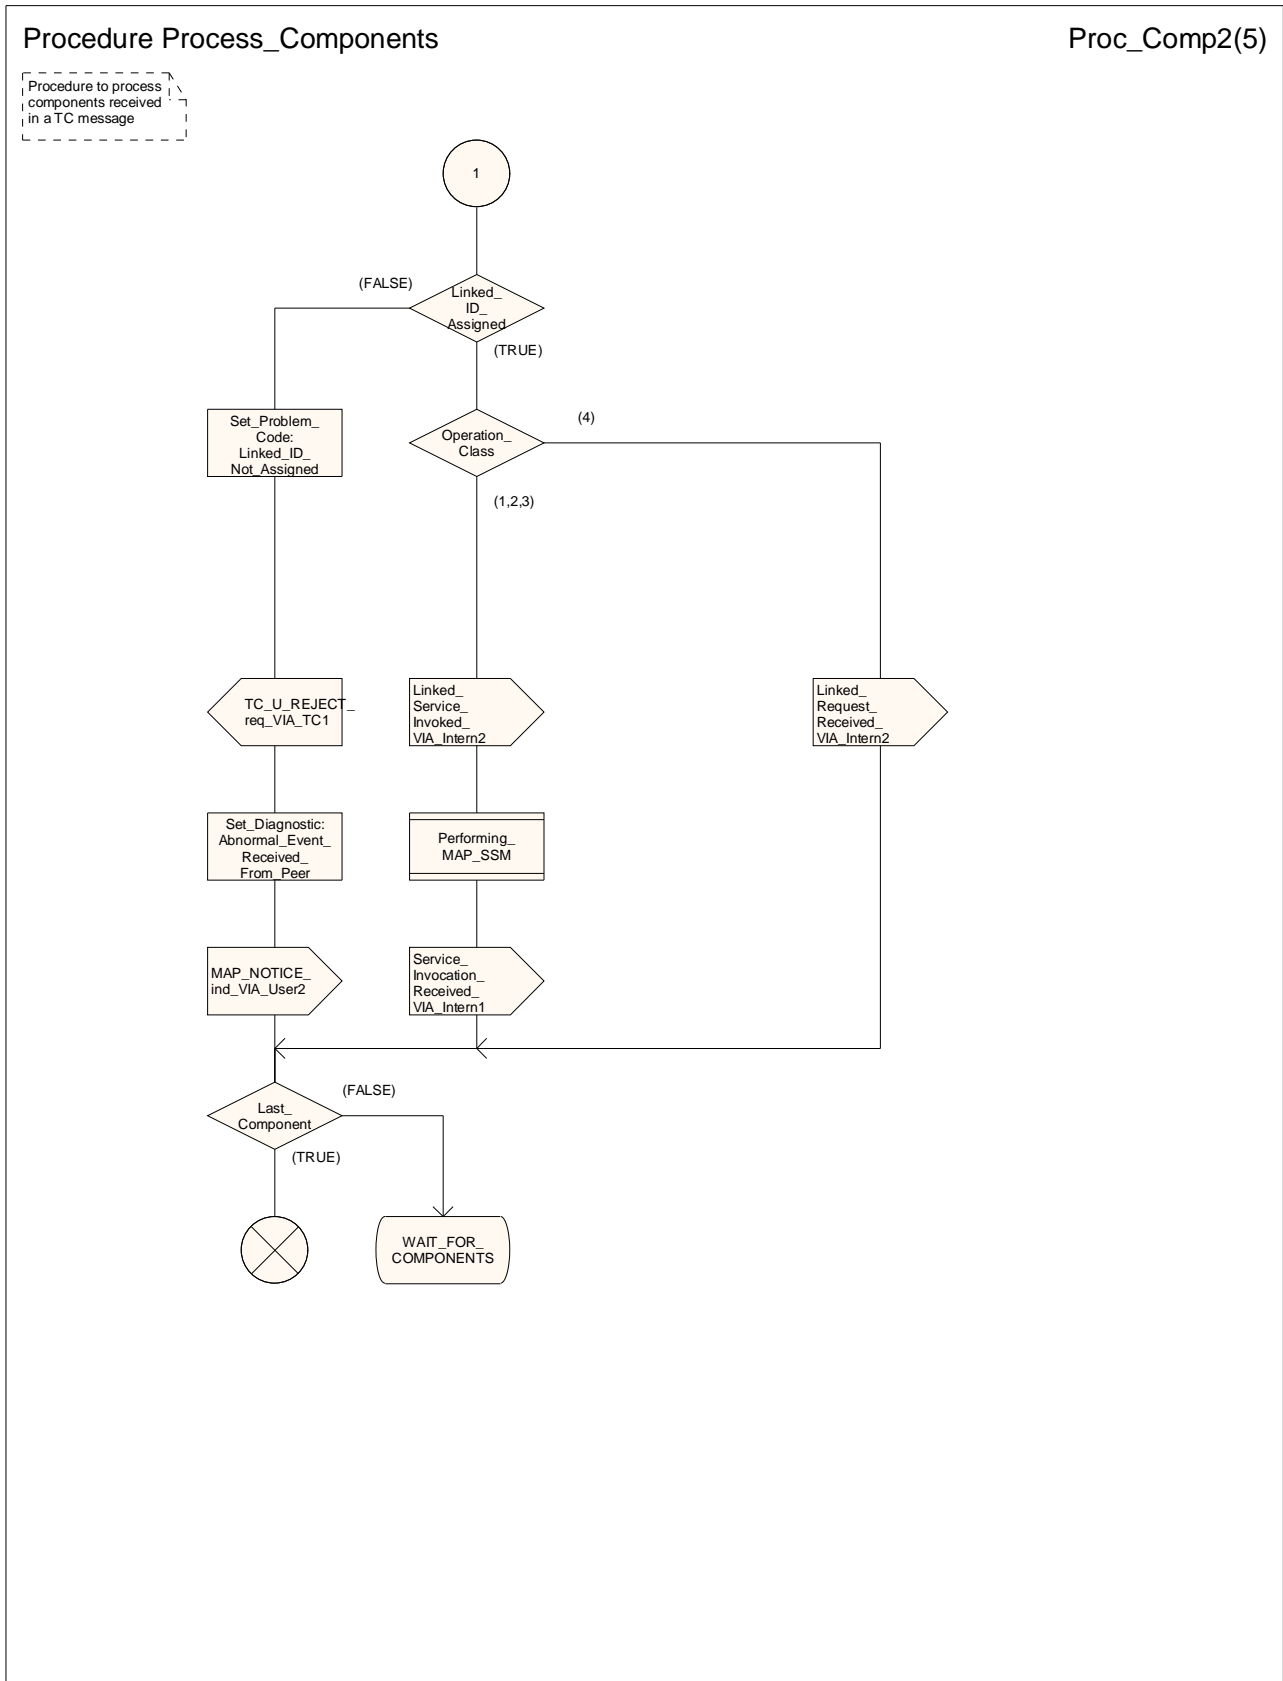 Procedure Process_Components
Proc_Comp2(5)
Procedure to process
components received
in a TC message
1
(FALSE)
Linked_
ID_
Assigned
(TRUE)
Set_Problem_
Code:
Linked_ID_
Not_Assigned
Operation_
Class
(4)
(1,2,3)
TC_U_REJECT_
req_VIA_TC1
Linked_
Service_
Invoked_
VIA_Intern2
Linked_
Request_
Received_
VIA_Intern2
Set_Diagnostic:
Abnormal_Event_
Received_
From_Peer
Performing_
MAP_SSM
MAP_NOTICE_
ind_VIA_User2
Service_
Invocation_
Received_
VIA_Intern1
(FALSE)
Last_
Component
(TRUE)
WAIT_FOR_
COMPONENTS